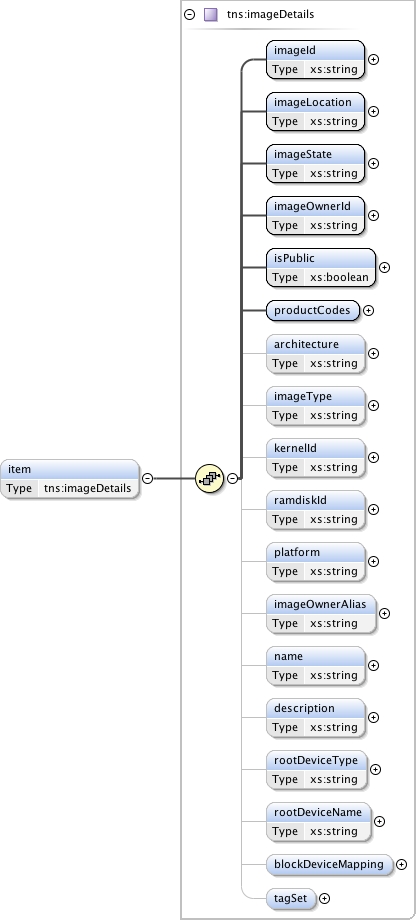 tns:imageDetails
imageId
Type xs:string
imageLocation
Type xs:string
imageState
Type xs:string
imageOwnerId
Type xs:string
isPublic
Type xs:boolean
productCodes
architecture
Type xs:string
imageType
Type xs:string
kernelId
Type xs:string
item
Type tns:imageDetails
ramdiskId
Type xs:string
platform
Type xs:string
imageOwnerAlias
Type xs:string
name
Type xs:string
description
Type xs:string
rootDeviceType
Type xs:string
rootDeviceName
Type xs:string
blockDeviceMapping
tagSet